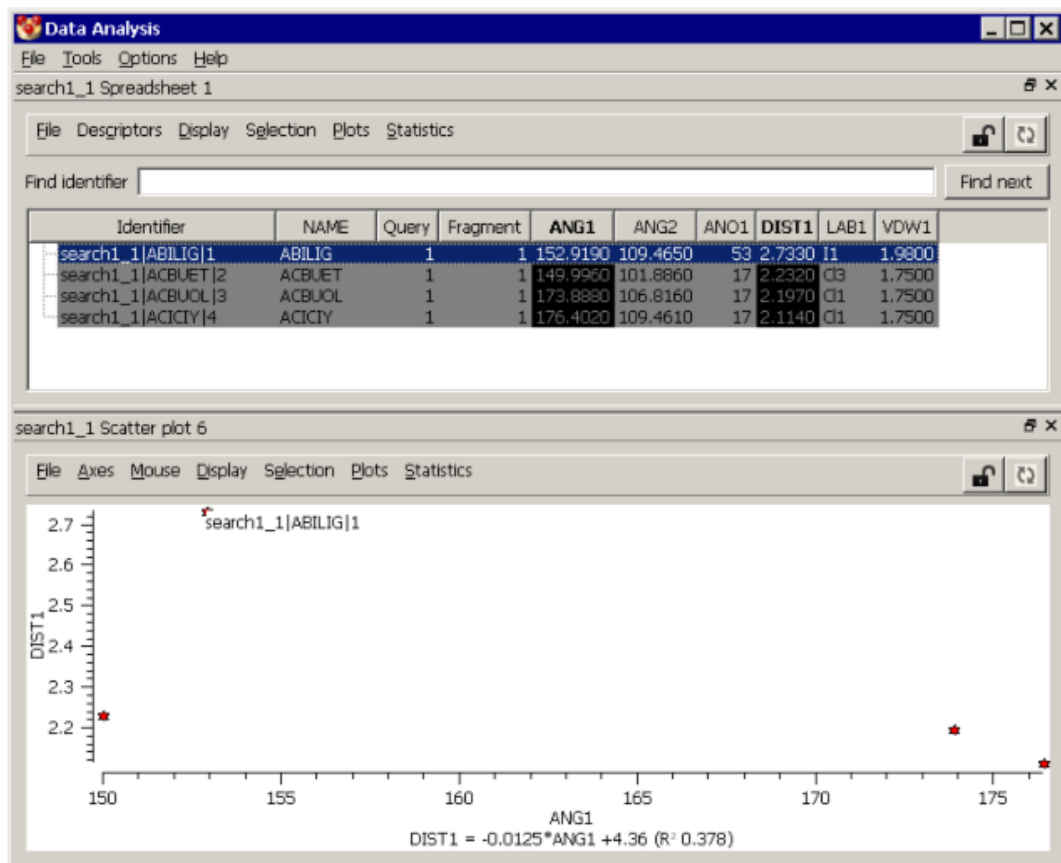 Data Analysis
File Tools Options Help
search1_1 Spreadsheet 1
File Descriptors Display Selection Plots Statistics
Find identifier Find next
Identifier NAME Query Fragment ANG1 ANG2 ANO1 DIST1 LAB1 VDW1
search1_1|ABILIG|1 ABILIG 1 1 152.9190 109.4650 53 2.7330 I1 1.9800
search1_1|ACBUET|2 ACBUET 1 1 149.9960 101.8860 17 2.2320 Cl3 1.7500
search1_1|ACBUOL|3 ACBUOL 1 1 173.8880 106.8160 17 2.1970 Cl1 1.7500
search1_1|ACICIY|4 ACICIY 1 1 176.4020 109.4610 17 2.1140 Cl1 1.7500
search1_1 Scatter plot 6
File Axes Mouse Display Selection Plots Statistics
2.7
search1_1|ABILIG|1
2.6
2.5
DIST1
2.4
2.3
2.2
150 155 160 165 170 175
ANG1
DIST1 = -0.0125*ANG1 +4.36 (R² 0.378)